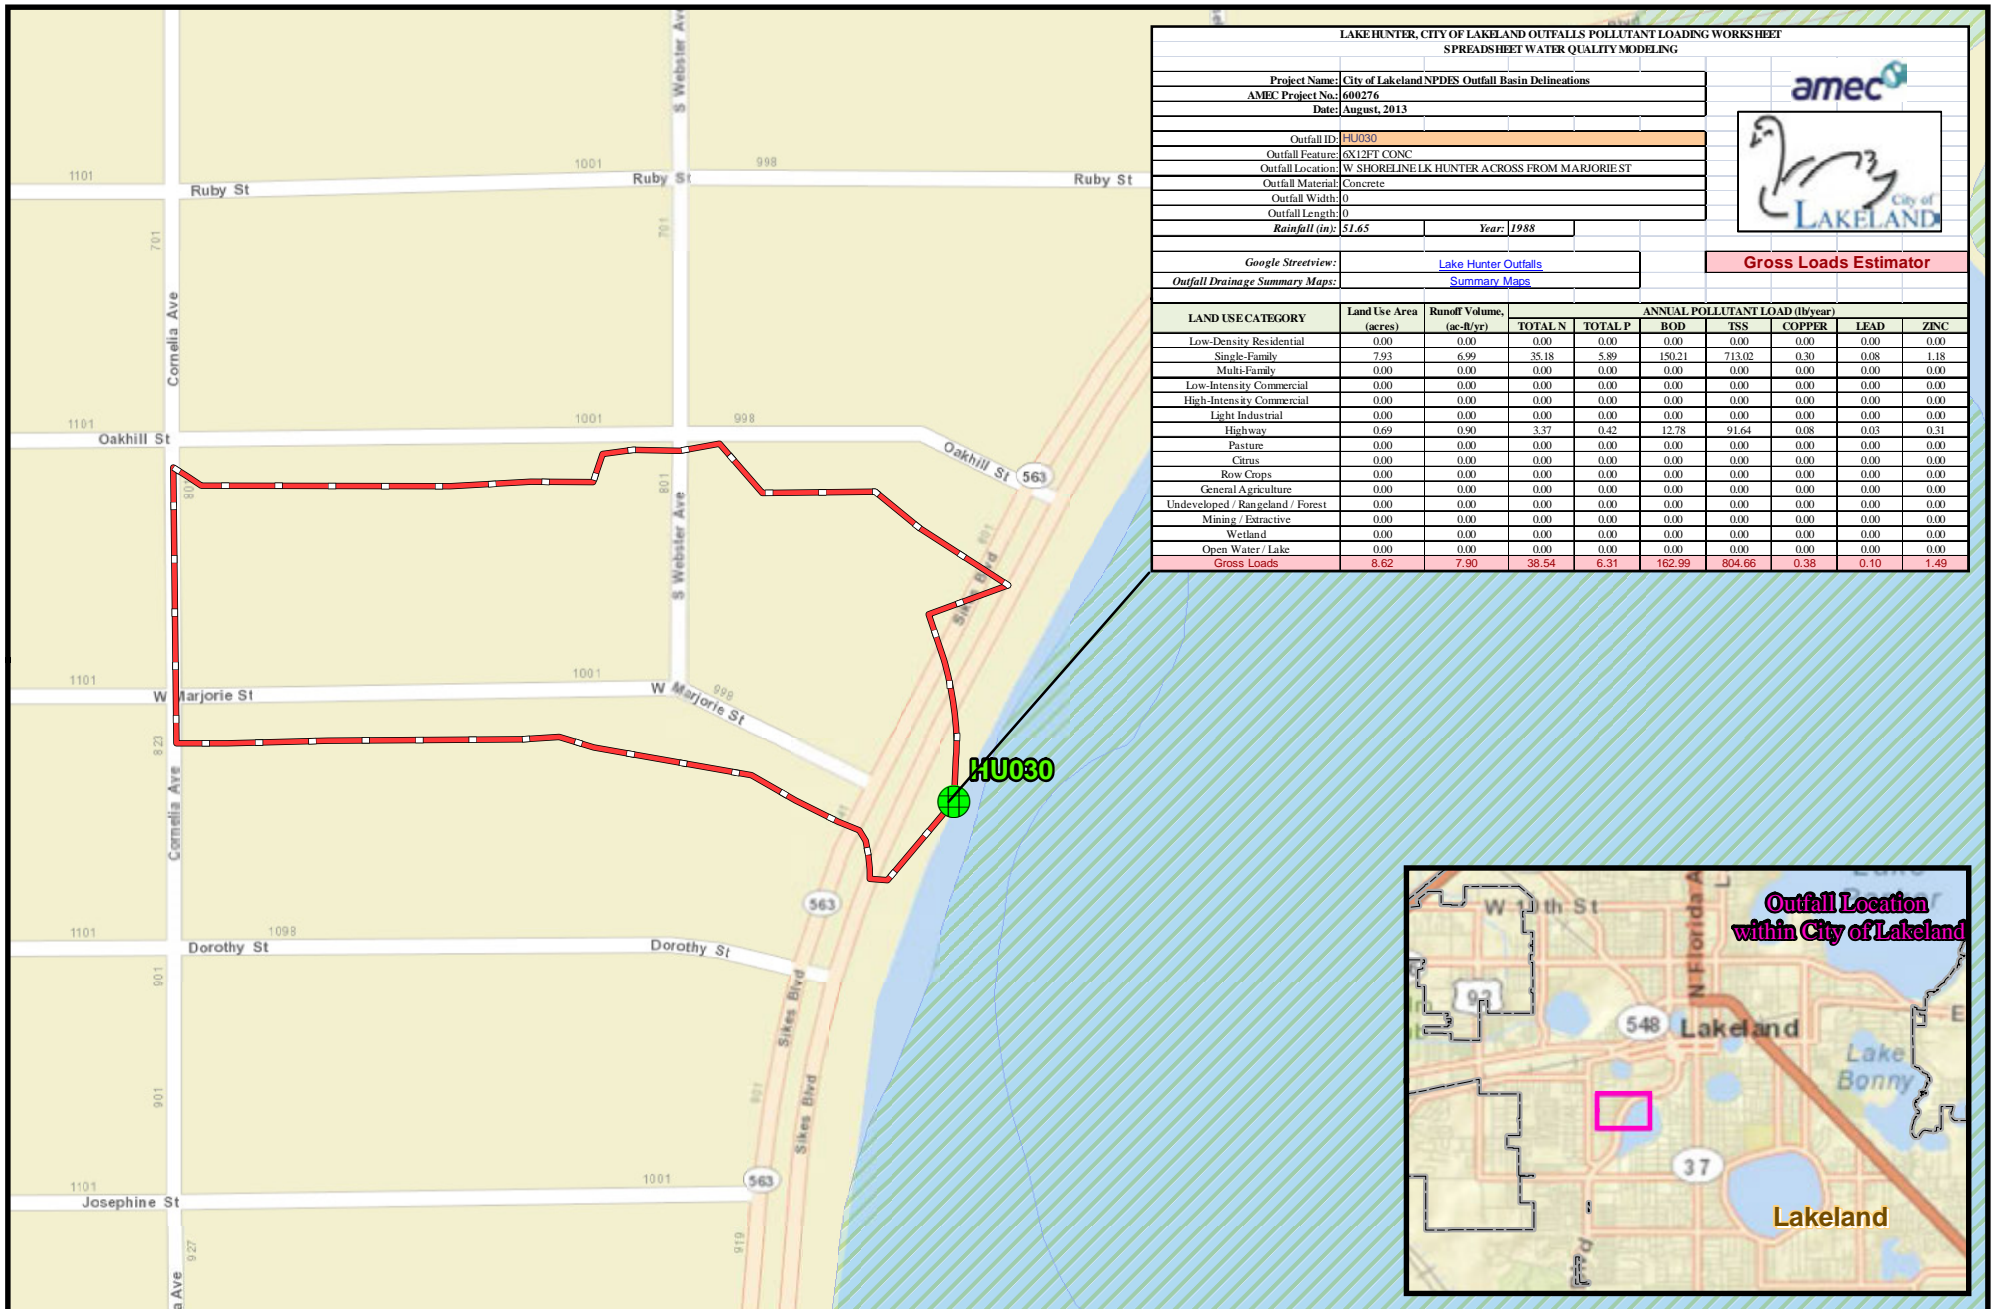 LAKE HUNTER, CITY OF LAKELAND OUTFALLS POLLUTANT LOADING WORKSHEET
SPREADSHEET WATER QUALITY MODELING
Project Name: City of Lakeland NPDES Outfall Basin Delineations
AMEC Project No.: 600276
Date: August, 2013
amec
Outfall ID: HU030
Outfall Feature: 6X12FT CONC
Outfall Location: W SHORELINE LK HUNTER ACROSS FROM MARJORIE ST
Outfall Material: Concrete
Outfall Width: 0
Outfall Length: 0
Rainfall (in): 51.65 Year: 1988
City of
LAKELAND
Google Streetview: Lake Hunter Outfalls
Outfall Drainage Summary Maps: Summary Maps
Gross Loads Estimator
LAND USE CATEGORY Land Use Area (acres) Runoff Volume, (ac-ft/yr) ANNUAL POLLUTANT LOAD (lb/year)
TOTAL N TOTAL P BOD TSS COPPER LEAD ZINC
Low-Density Residential 0.00 0.00 0.00 0.00 0.00 0.00 0.00 0.00 0.00
Single-Family 7.93 6.99 35.18 5.89 150.21 713.02 0.30 0.08 1.18
Multi-Family 0.00 0.00 0.00 0.00 0.00 0.00 0.00 0.00 0.00
Low-Intensity Commercial 0.00 0.00 0.00 0.00 0.00 0.00 0.00 0.00 0.00
High-Intensity Commercial 0.00 0.00 0.00 0.00 0.00 0.00 0.00 0.00 0.00
Light Industrial 0.00 0.00 0.00 0.00 0.00 0.00 0.00 0.00 0.00
Highway 0.69 0.90 3.37 0.42 12.78 91.64 0.08 0.03 0.31
Pasture 0.00 0.00 0.00 0.00 0.00 0.00 0.00 0.00 0.00
Citrus 0.00 0.00 0.00 0.00 0.00 0.00 0.00 0.00 0.00
Row Crops 0.00 0.00 0.00 0.00 0.00 0.00 0.00 0.00 0.00
General Agriculture 0.00 0.00 0.00 0.00 0.00 0.00 0.00 0.00 0.00
Undeveloped / Rangeland / Forest 0.00 0.00 0.00 0.00 0.00 0.00 0.00 0.00 0.00
Mining / Extractive 0.00 0.00 0.00 0.00 0.00 0.00 0.00 0.00 0.00
Wetland 0.00 0.00 0.00 0.00 0.00 0.00 0.00 0.00 0.00
Open Water / Lake 0.00 0.00 0.00 0.00 0.00 0.00 0.00 0.00 0.00
Gross Loads 8.62 7.90 38.54 6.31 162.99 804.66 0.38 0.10 1.49
S Webster Ave
1101
1001
998
Ruby St
Ruby St
Ruby St
701
701
Cornelia Ave
1101
1001
998
Oakhill St
Oakhill St
563
801
801
S Webster Ave
Sikes Blvd
1101
1001
998
W Marjorie St
W Marjorie St
823
HU030
Cornelia Ave
563
1101
1098
Dorothy St
Dorothy St
901
Sikes Blvd
901
901
Sikes Blvd
1101
1001
563
Josephine St
927
919
a Ave
Outfall Location
within City of Lakeland
N Florida A
92
548
Lakeland
Lake
Bonny
E
37
Lakeland